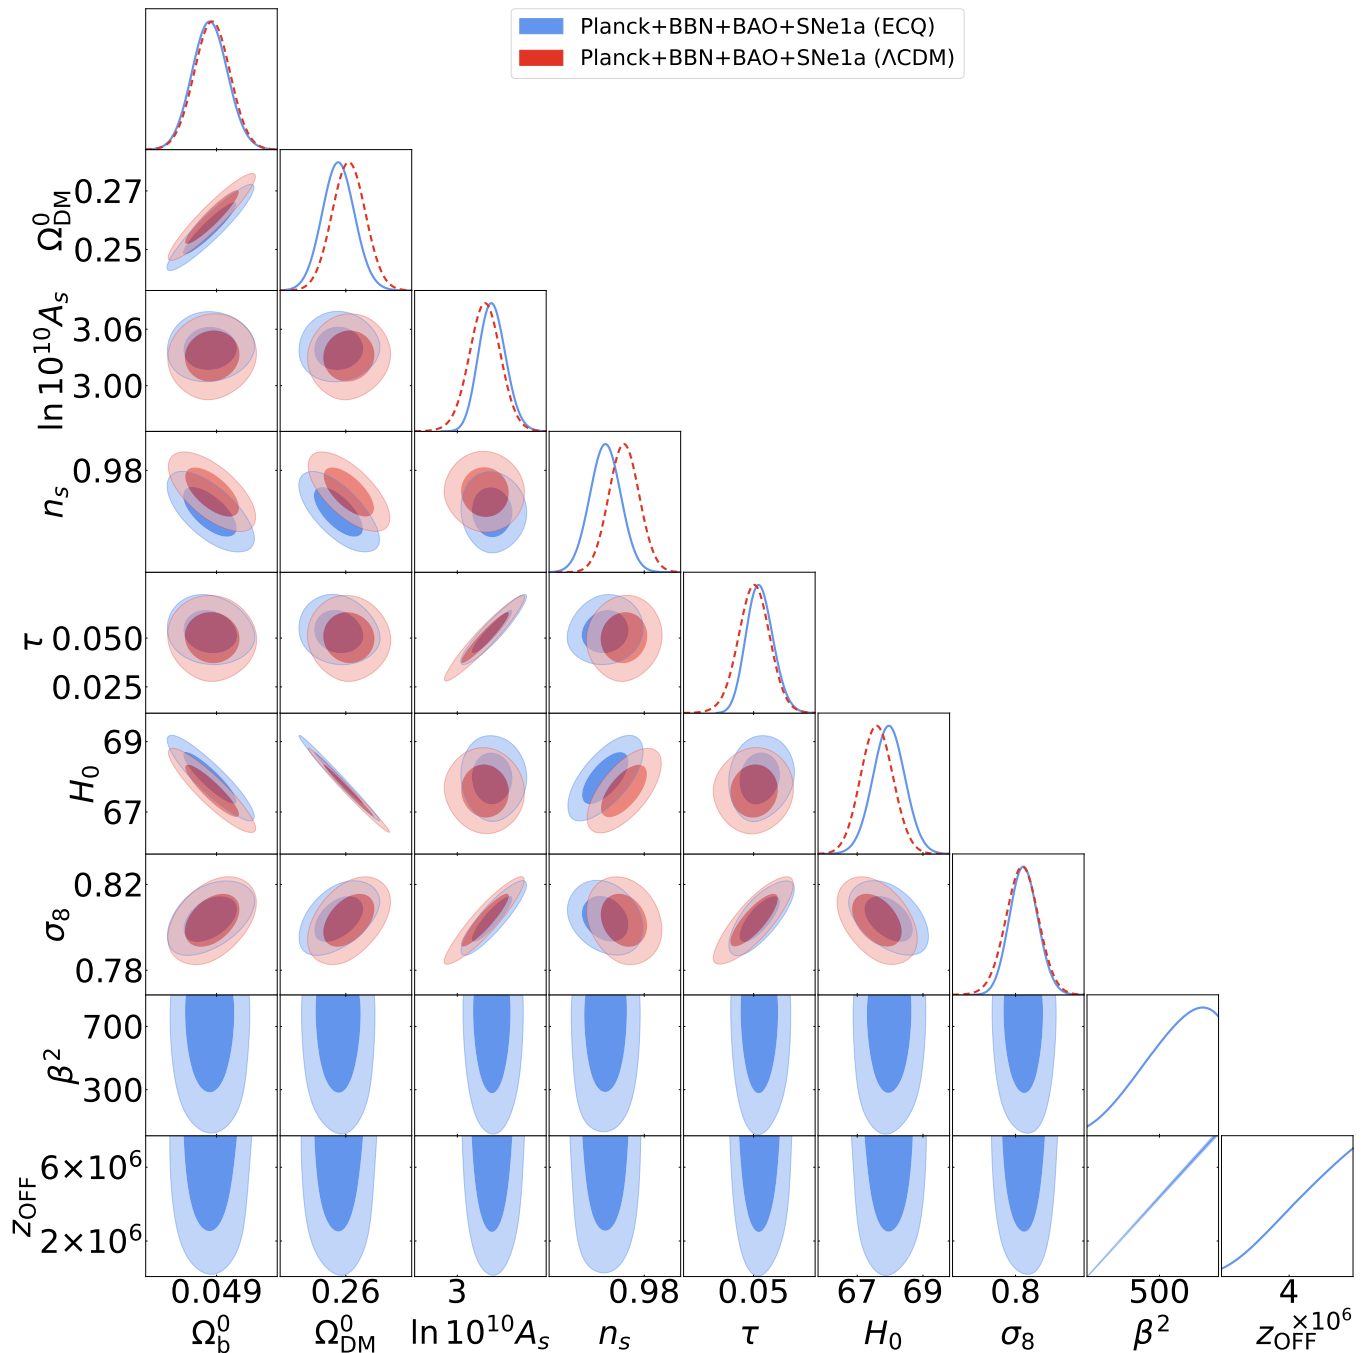 Planck+BBN+BAO+SNe1a (ECQ)
Planck+BBN+BAO+SNe1a (ΛCDM)
Ω⁰_DM 0.27 0.25
ln 10¹⁰A_s 3.06 3.00
n_s 0.98
τ 0.050 0.025
H₀ 69 67
σ₈ 0.82 0.78
β² 700 300
z_OFF 6×10⁶ 2×10⁶
0.049 0.26 3 0.98 0.05 67 69 0.8 500 4
×10⁶
Ω⁰_b Ω⁰_DM ln 10¹⁰A_s n_s τ H₀ σ₈ β² z_OFF